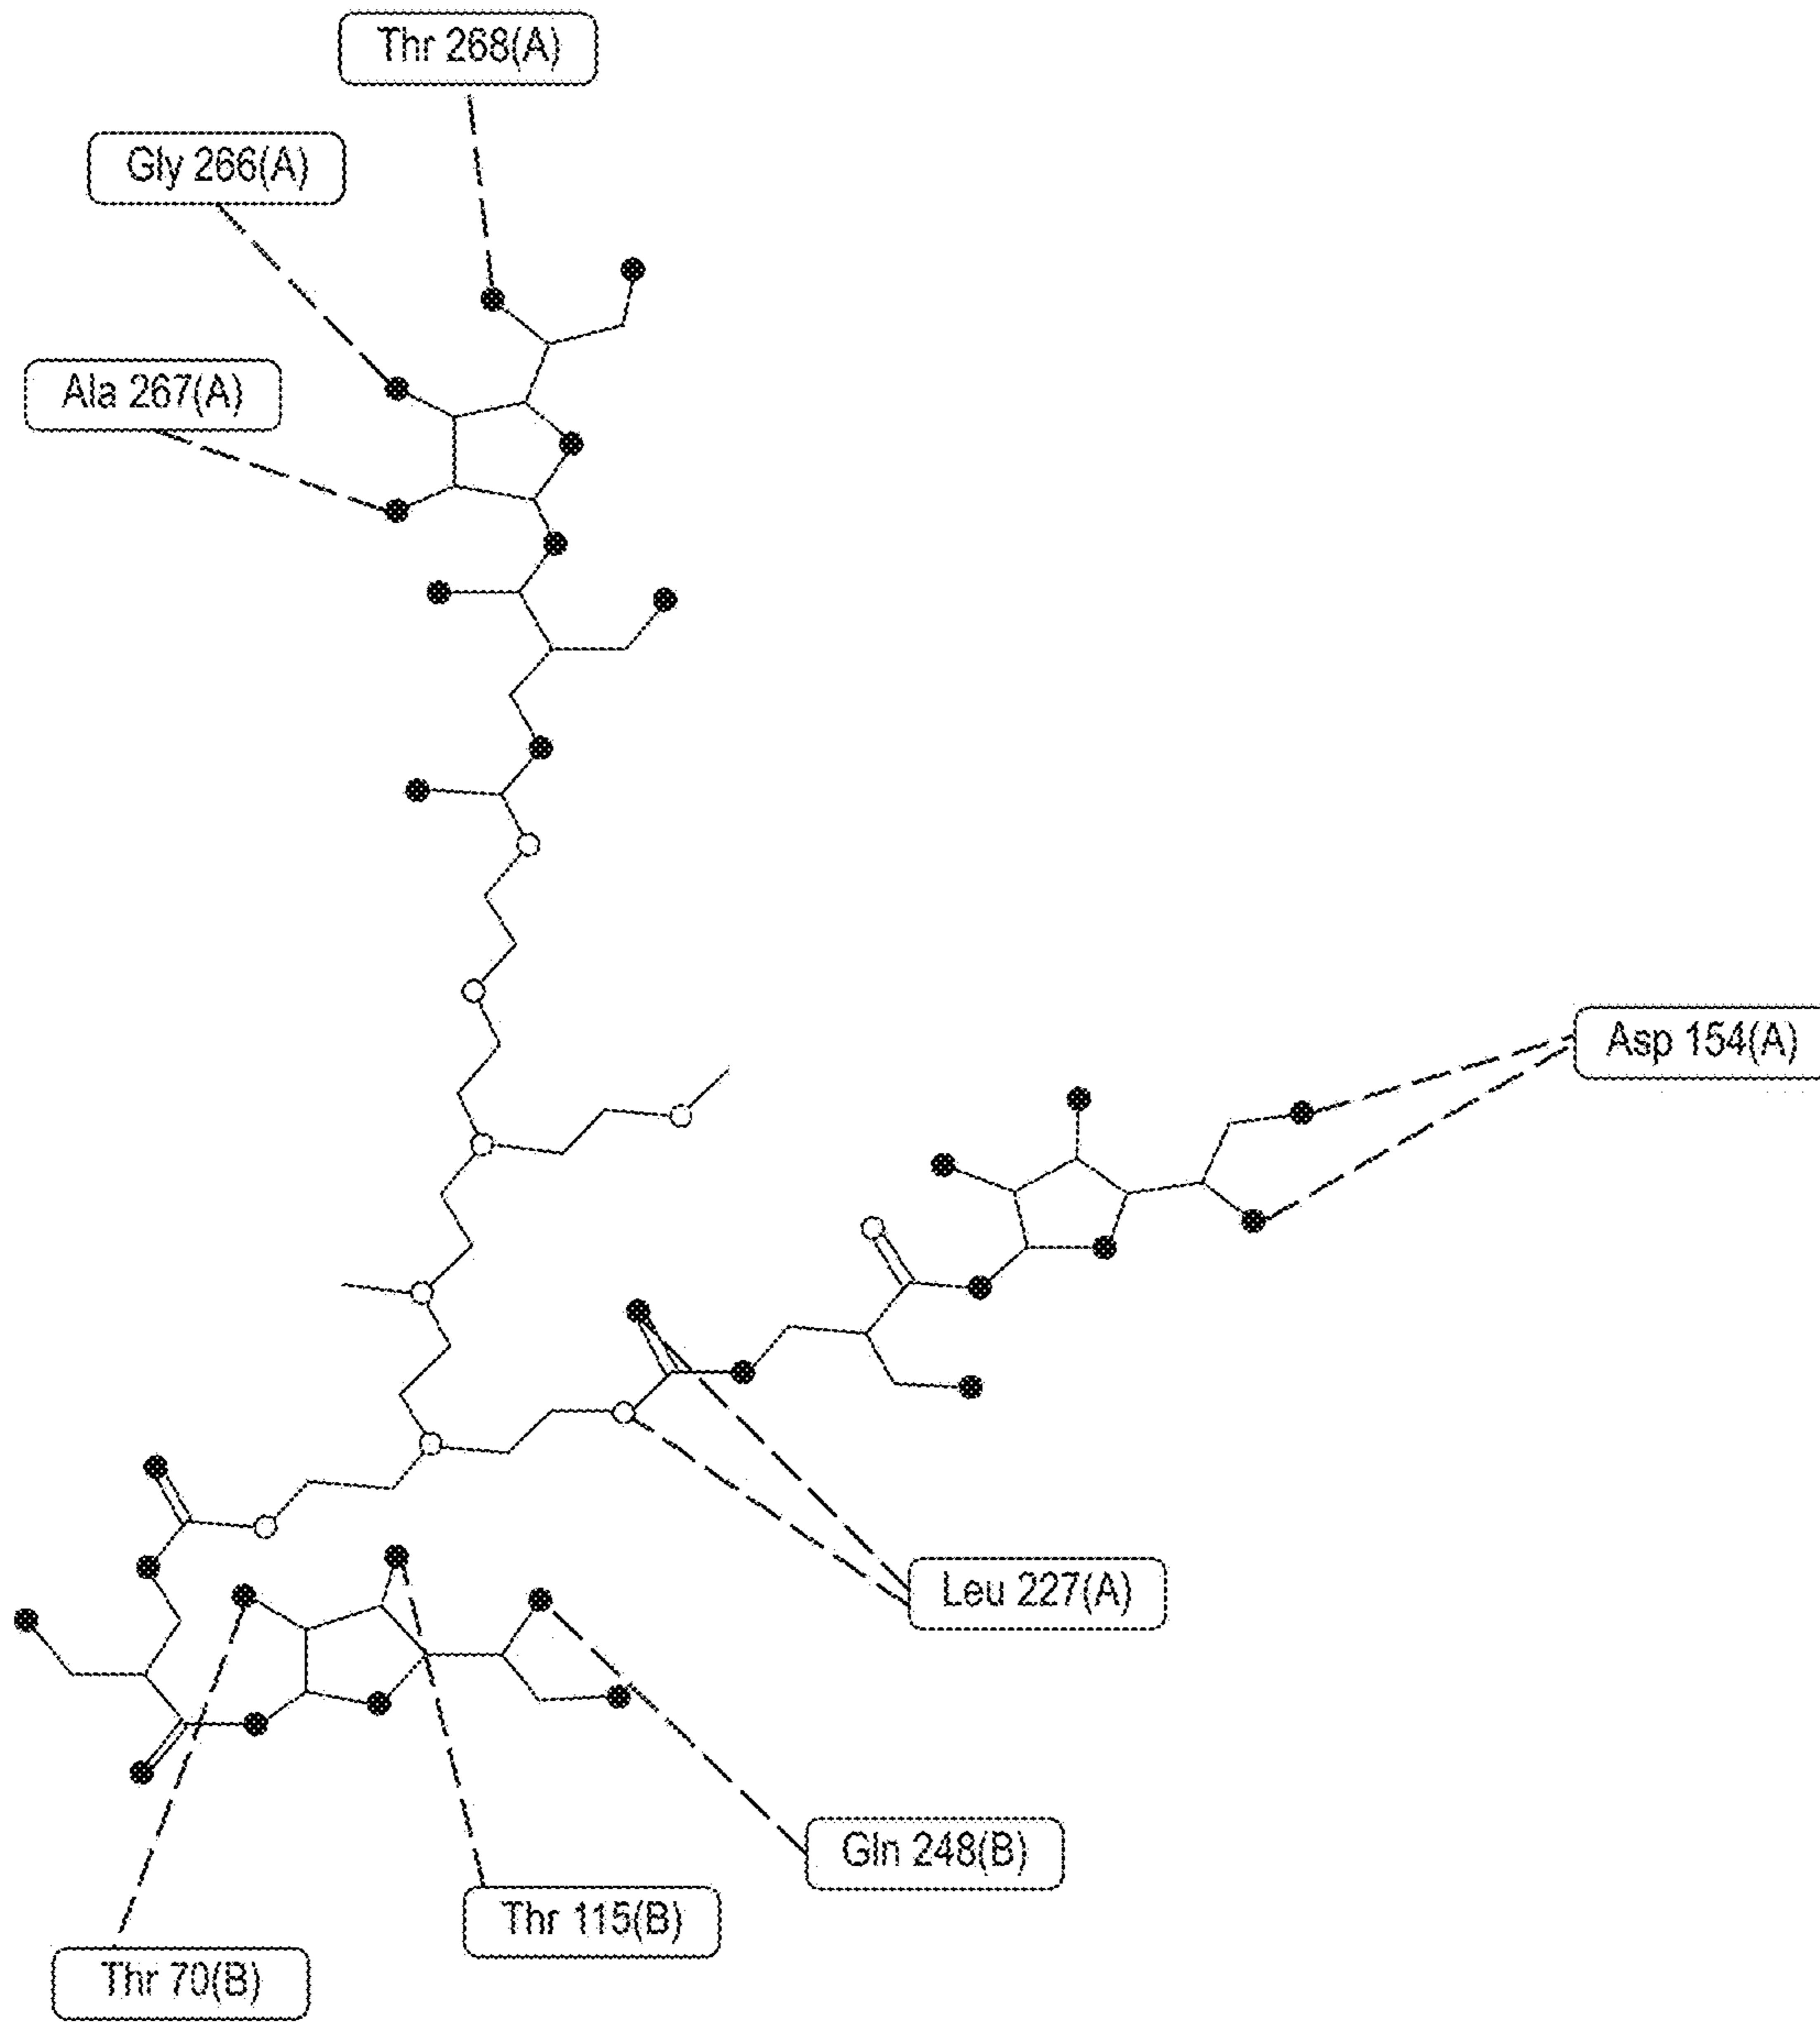 Thr 268(A)
Gly 266(A)
Ala 267(A)
Asp 154(A)
Leu 227(A)
Gln 248(B)
Thr 115(B)
Thr 70(B)